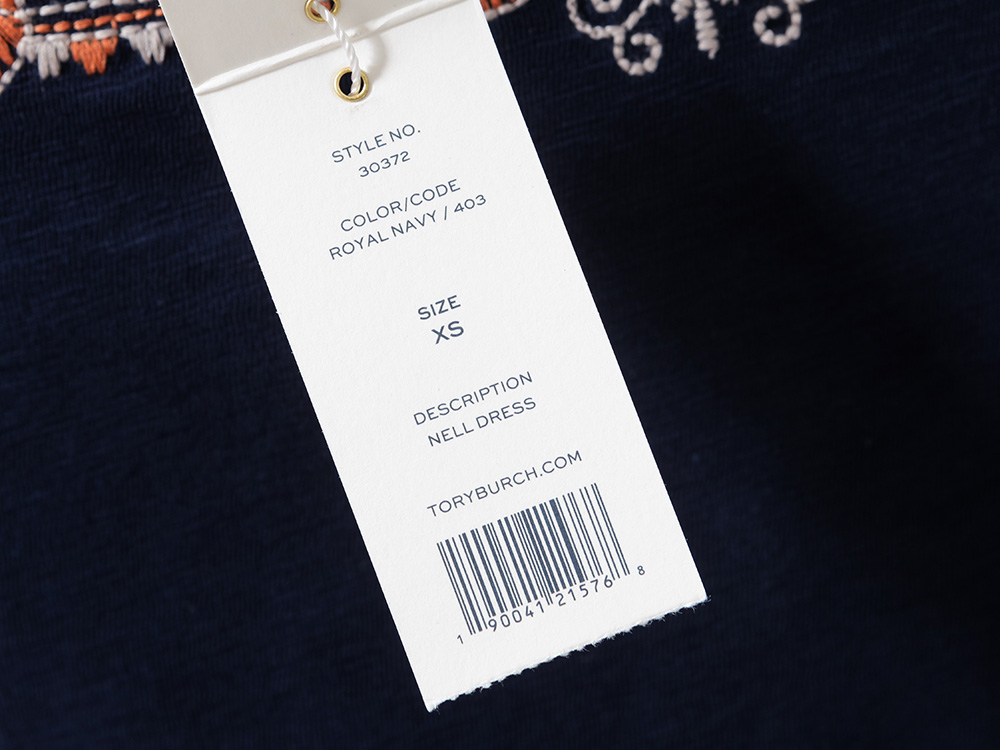 STYLE NO.
30372
COLOR/CODE
ROYAL NAVY / 403
SIZE
XS
DESCRIPTION
NELL DRESS
TORYBURCH.COM
1 90041 21576 8